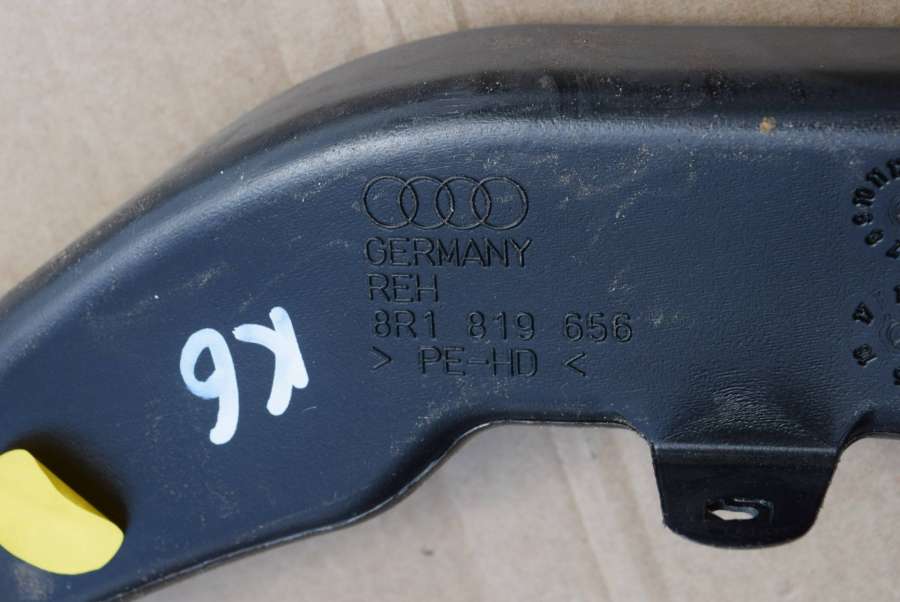 GERMANY
REH
8R1 819 656
> PE-HD <
K6